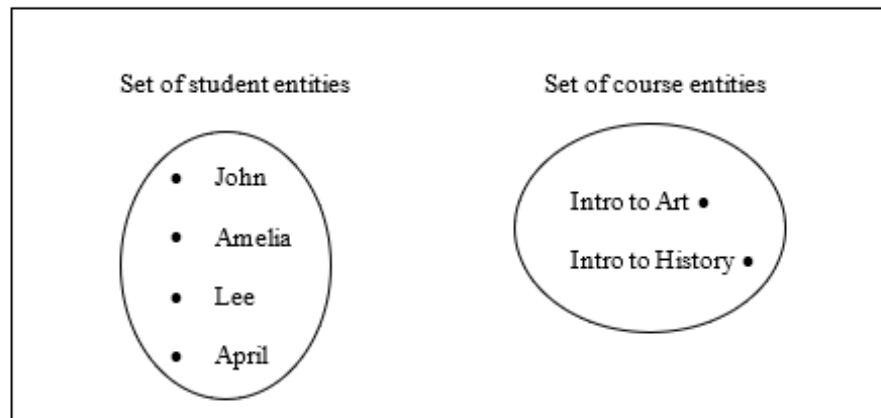 Set of student entities
John
Amelia
Lee
April
Set of course entities
Intro to Art
Intro to History